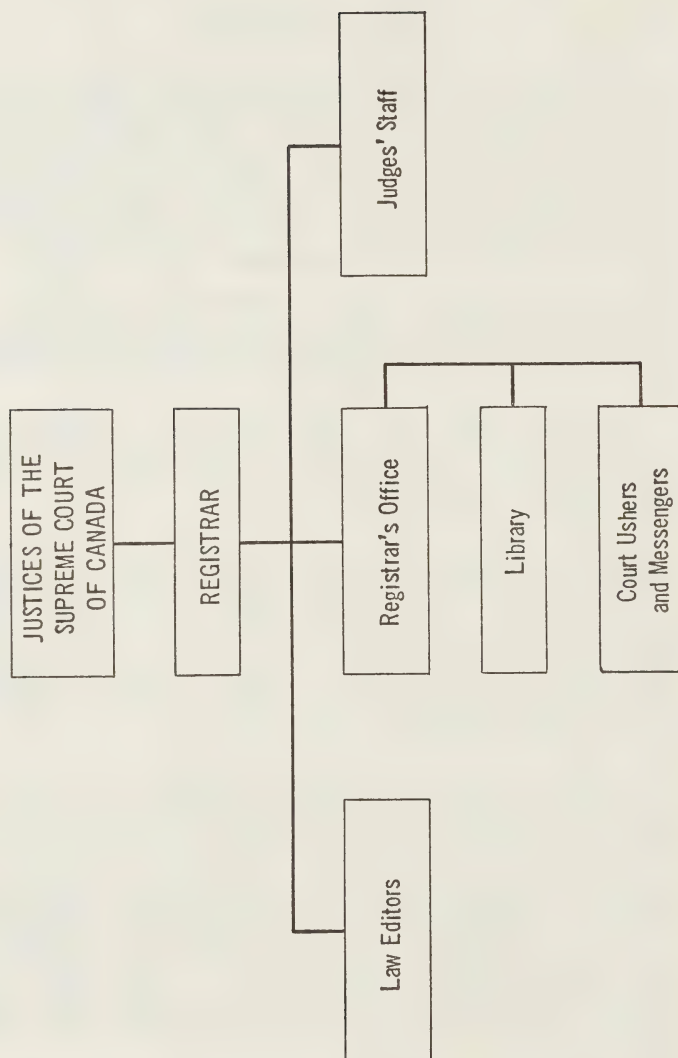 JUSTICES OF THE
SUPREME COURT
OF CANADA
REGISTRAR
Law Editors
Registrar's Office
Judges' Staff
Library
Court Ushers
and Messengers